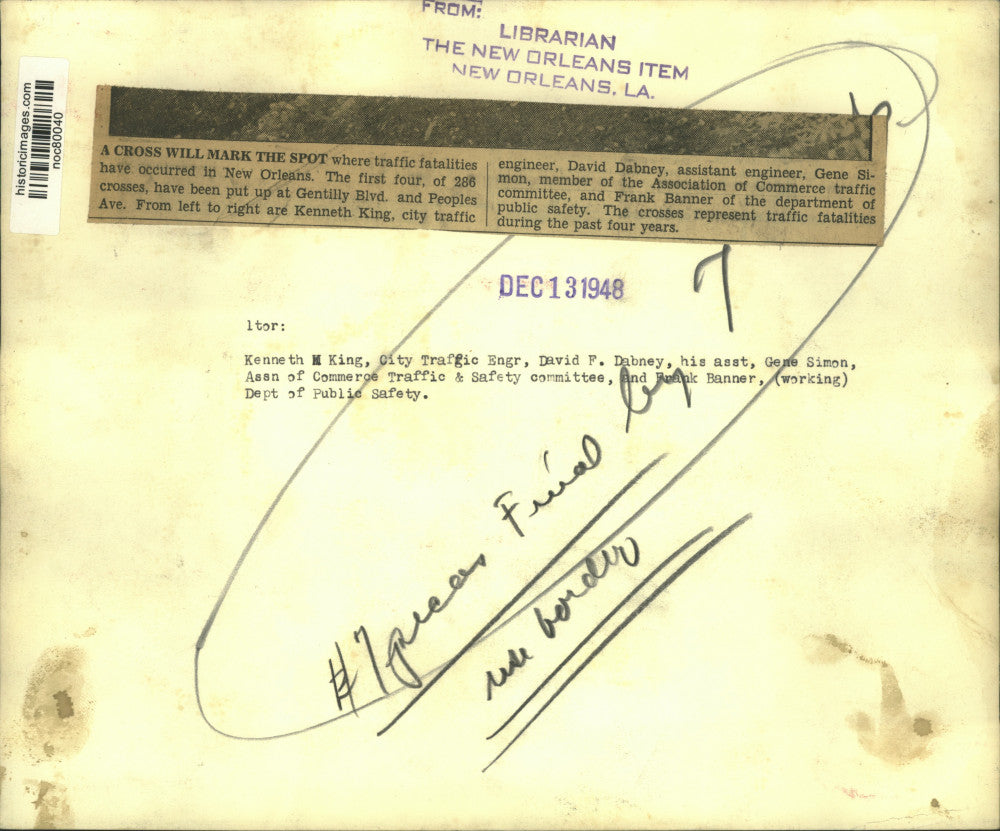 FROM:
LIBRARIAN
THE NEW ORLEANS ITEM
NEW ORLEANS, LA.
historicimages.com
noc80040
A CROSS WILL MARK THE SPOT where traffic fatalities
have occurred in New Orleans. The first four, of 286
crosses, have been put up at Gentilly Blvd. and Peoples
Ave. From left to right are Kenneth King, city traffic
engineer, David Dabney, assistant engineer, Gene Si-
mon, member of the Association of Commerce traffic
committee, and Frank Banner of the department of
public safety. The crosses represent traffic fatalities
during the past four years.
DEC 13 1948
7
ltor:
Kenneth M King, City Traffic Engr, David F. Dabney, his asst, Gene Simon,
Assn of Commerce Traffic & Safety committee, and Frank Banner, (working)
Dept of Public Safety.
Final by
use border